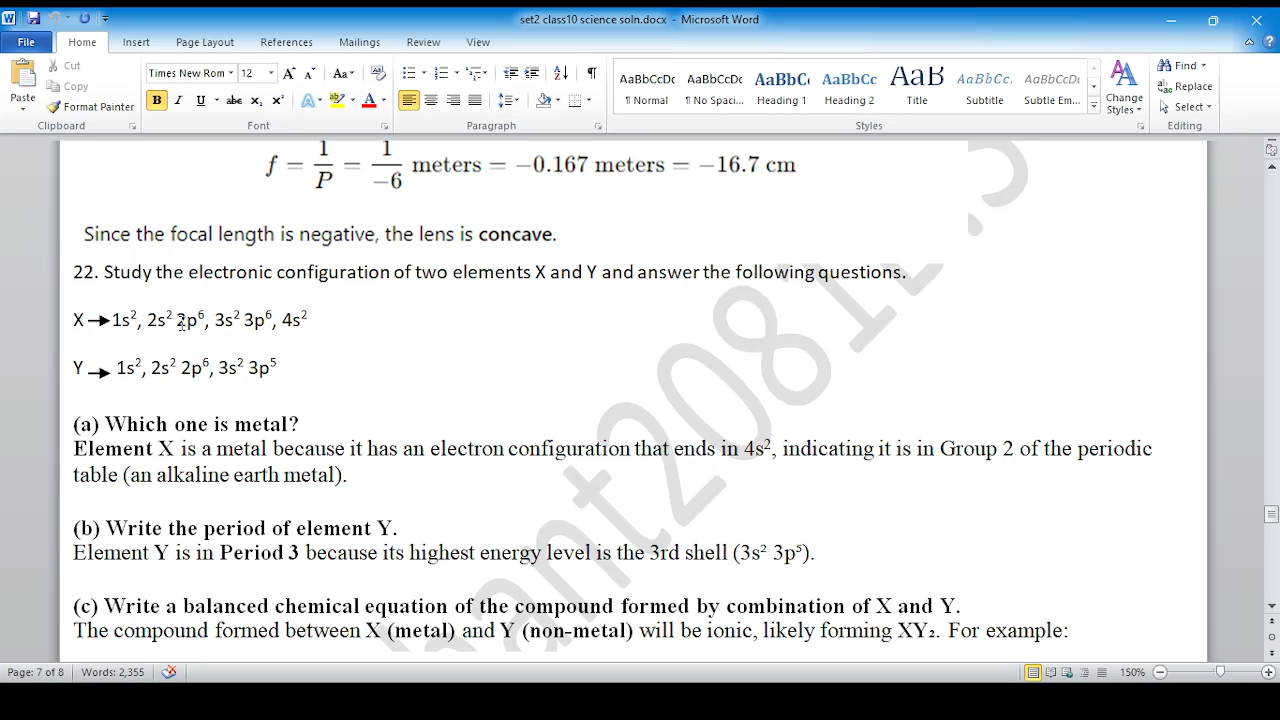 set2 class10 science soln.docx - Microsoft Word
File Home Insert Page Layout References Mailings Review View
Paste Cut Copy Format Painter Clipboard
Times New Rom 12 Aa B I U abe x₂ x² A A Font
Paragraph
AaBbCcDc ¶ Normal AaBbCcDc ¶ No Spaci... AaBbCc Heading 1 AaBbCc Heading 2 AaB Title AaBbCc Subtitle AaBbCcDc Subtle Em... Change Styles Styles
Find Replace Select Editing
f = 1/P = 1/−6 meters = −0.167 meters = −16.7 cm
Since the focal length is negative, the lens is concave.
22. Study the electronic configuration of two elements X and Y and answer the following questions.
X → 1s², 2s² 2p⁶, 3s² 3p⁶, 4s²
Y → 1s², 2s² 2p⁶, 3s² 3p⁵
(a) Which one is metal?
Element X is a metal because it has an electron configuration that ends in 4s², indicating it is in Group 2 of the periodic
table (an alkaline earth metal).
(b) Write the period of element Y.
Element Y is in Period 3 because its highest energy level is the 3rd shell (3s² 3p⁵).
(c) Write a balanced chemical equation of the compound formed by combination of X and Y.
The compound formed between X (metal) and Y (non-metal) will be ionic, likely forming XY₂. For example:
Page: 7 of 8 Words: 2,355 150%